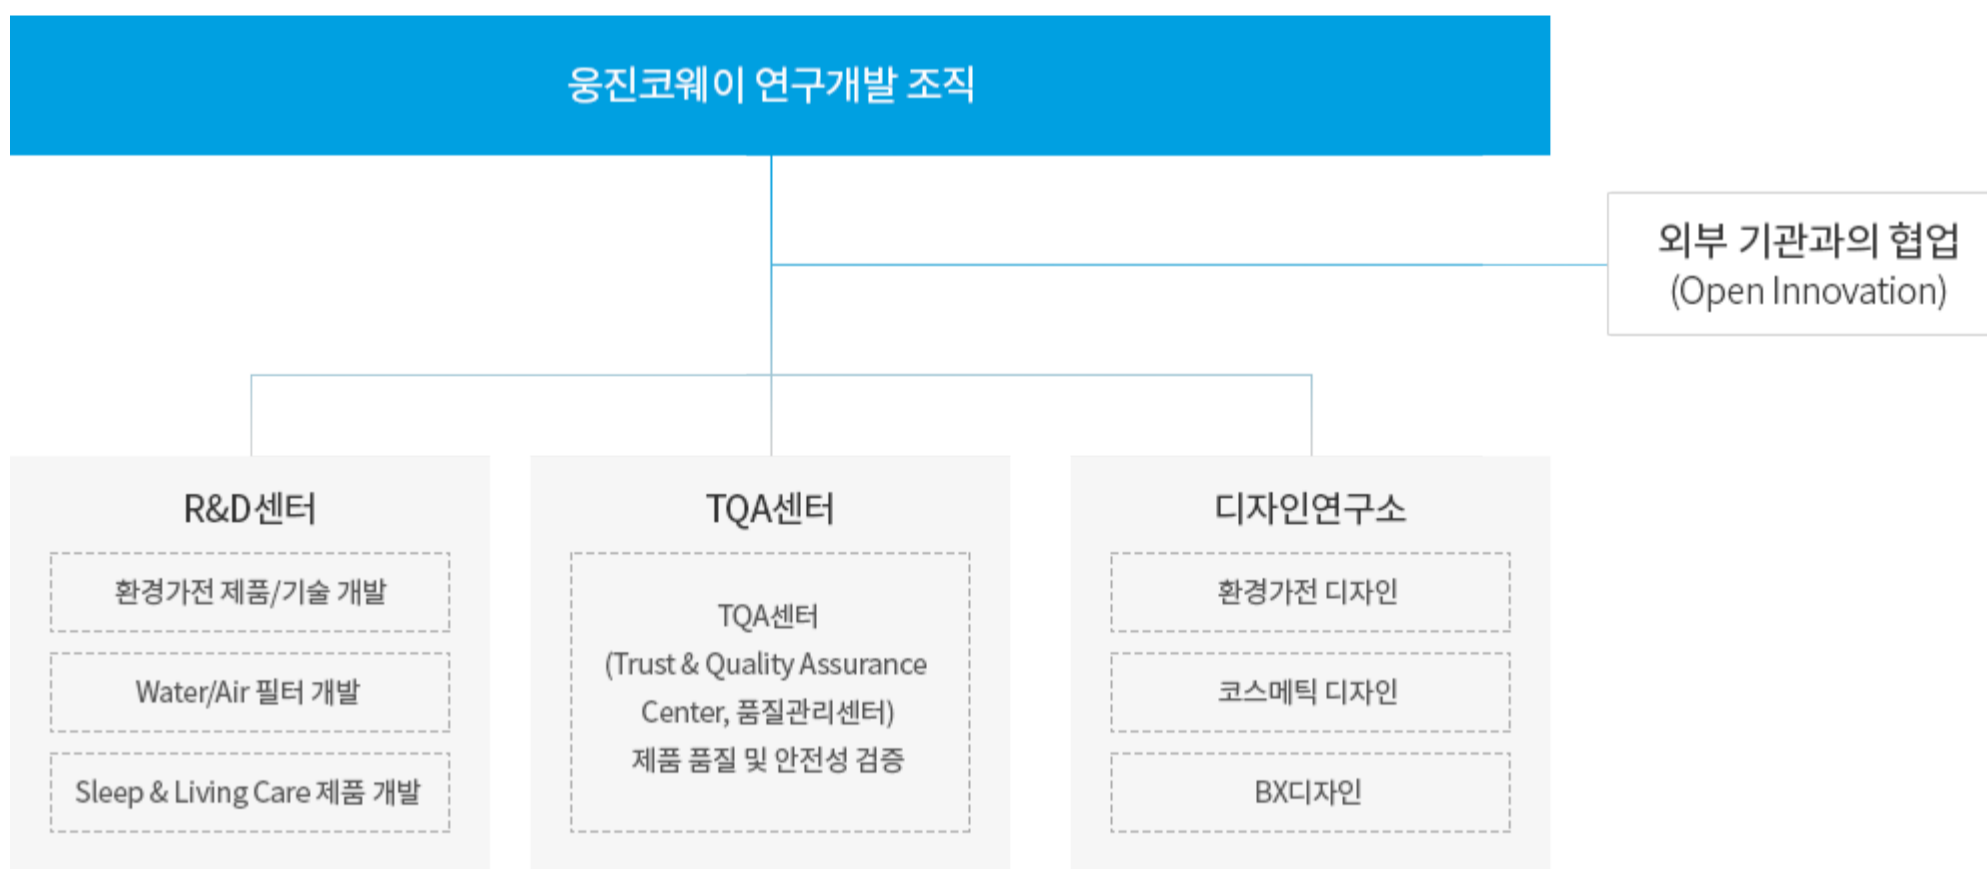 웅진코웨이 연구개발 조직
외부 기관과의 협업
(Open Innovation)
R&D센터
환경가전 제품/기술 개발
Water/Air 필터 개발
Sleep & Living Care 제품 개발
TQA센터
TQA센터
(Trust & Quality Assurance
Center, 품질관리센터)
제품 품질 및 안전성 검증
디자인연구소
환경가전 디자인
코스메틱 디자인
BX디자인